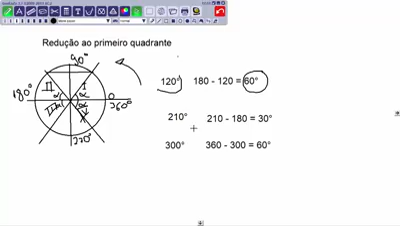 Redução ao primeiro quadrante
90°
II
I
180°
α
α
0
360°
III
α
α
IV
270°
120° 180 - 120 = 60°
210° 210 - 180 = 30°
300° 360 - 300 = 60°